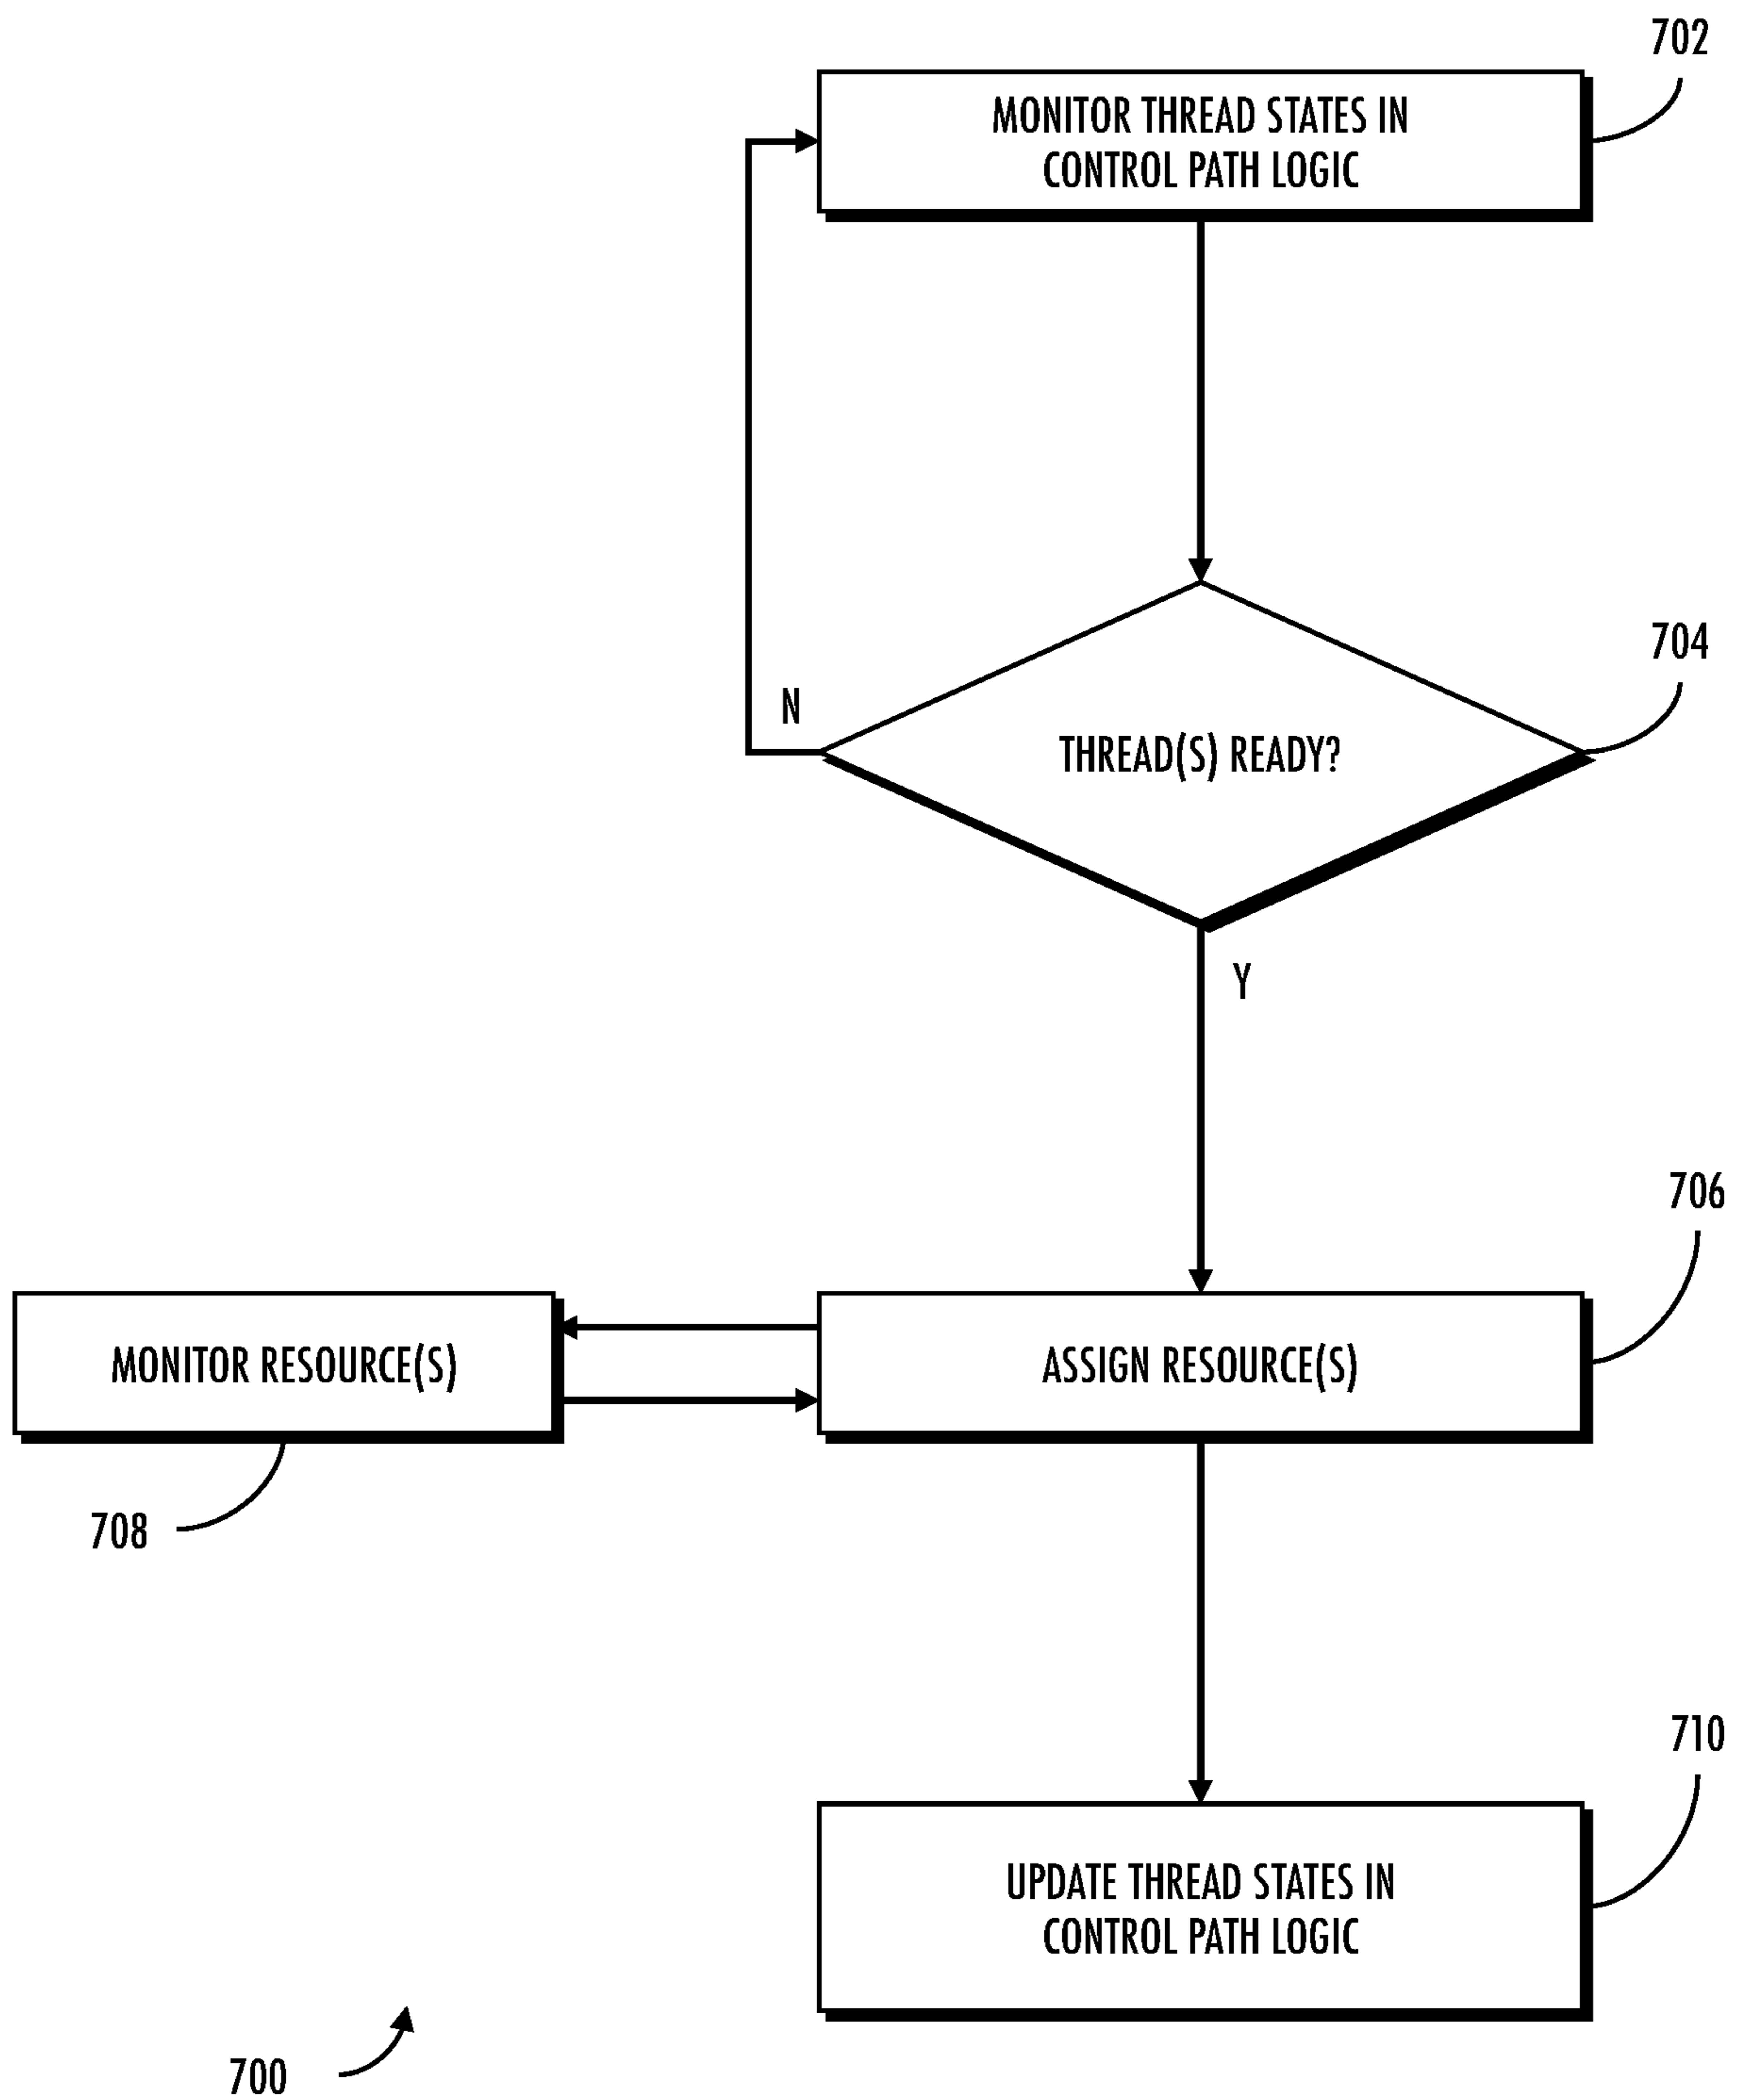 702
MONITOR THREAD STATES IN
CONTROL PATH LOGIC
704
N
THREAD(S) READY?
Y
706
MONITOR RESOURCE(S)
ASSIGN RESOURCE(S)
708
710
UPDATE THREAD STATES IN
CONTROL PATH LOGIC
700